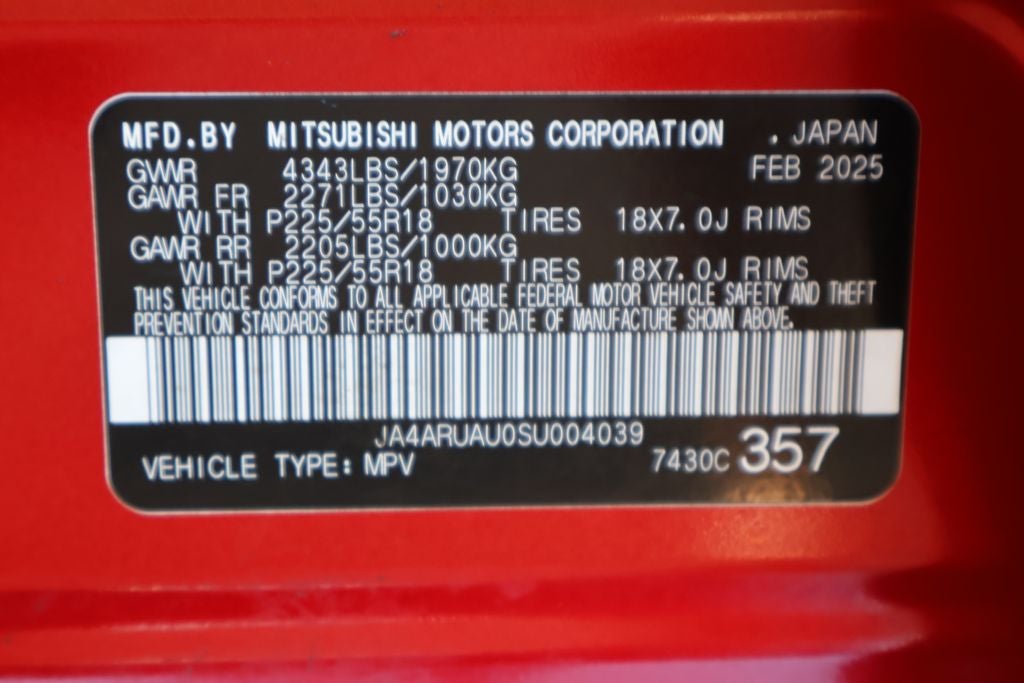 MFD.BY MITSUBISHI MOTORS CORPORATION . JAPAN
GWWR 4343LBS/1970KG FEB 2025
GAWR FR 2271LBS/1030KG
WITH P225/55R18 TIRES 18X7.0J RIMS
GAWR RR 2205LBS/1000KG
WITH P225/55R18 TIRES 18X7.0J RIMS
THIS VEHICLE CONFORMS TO ALL APPLICABLE FEDERAL MOTOR VEHICLE SAFETY AND THEFT
PREVENTION STANDARDS IN EFFECT ON THE DATE OF MANUFACTURE SHOWN ABOVE.
JA4ARUAU0SU004039
VEHICLE TYPE: MPV 7430C 357